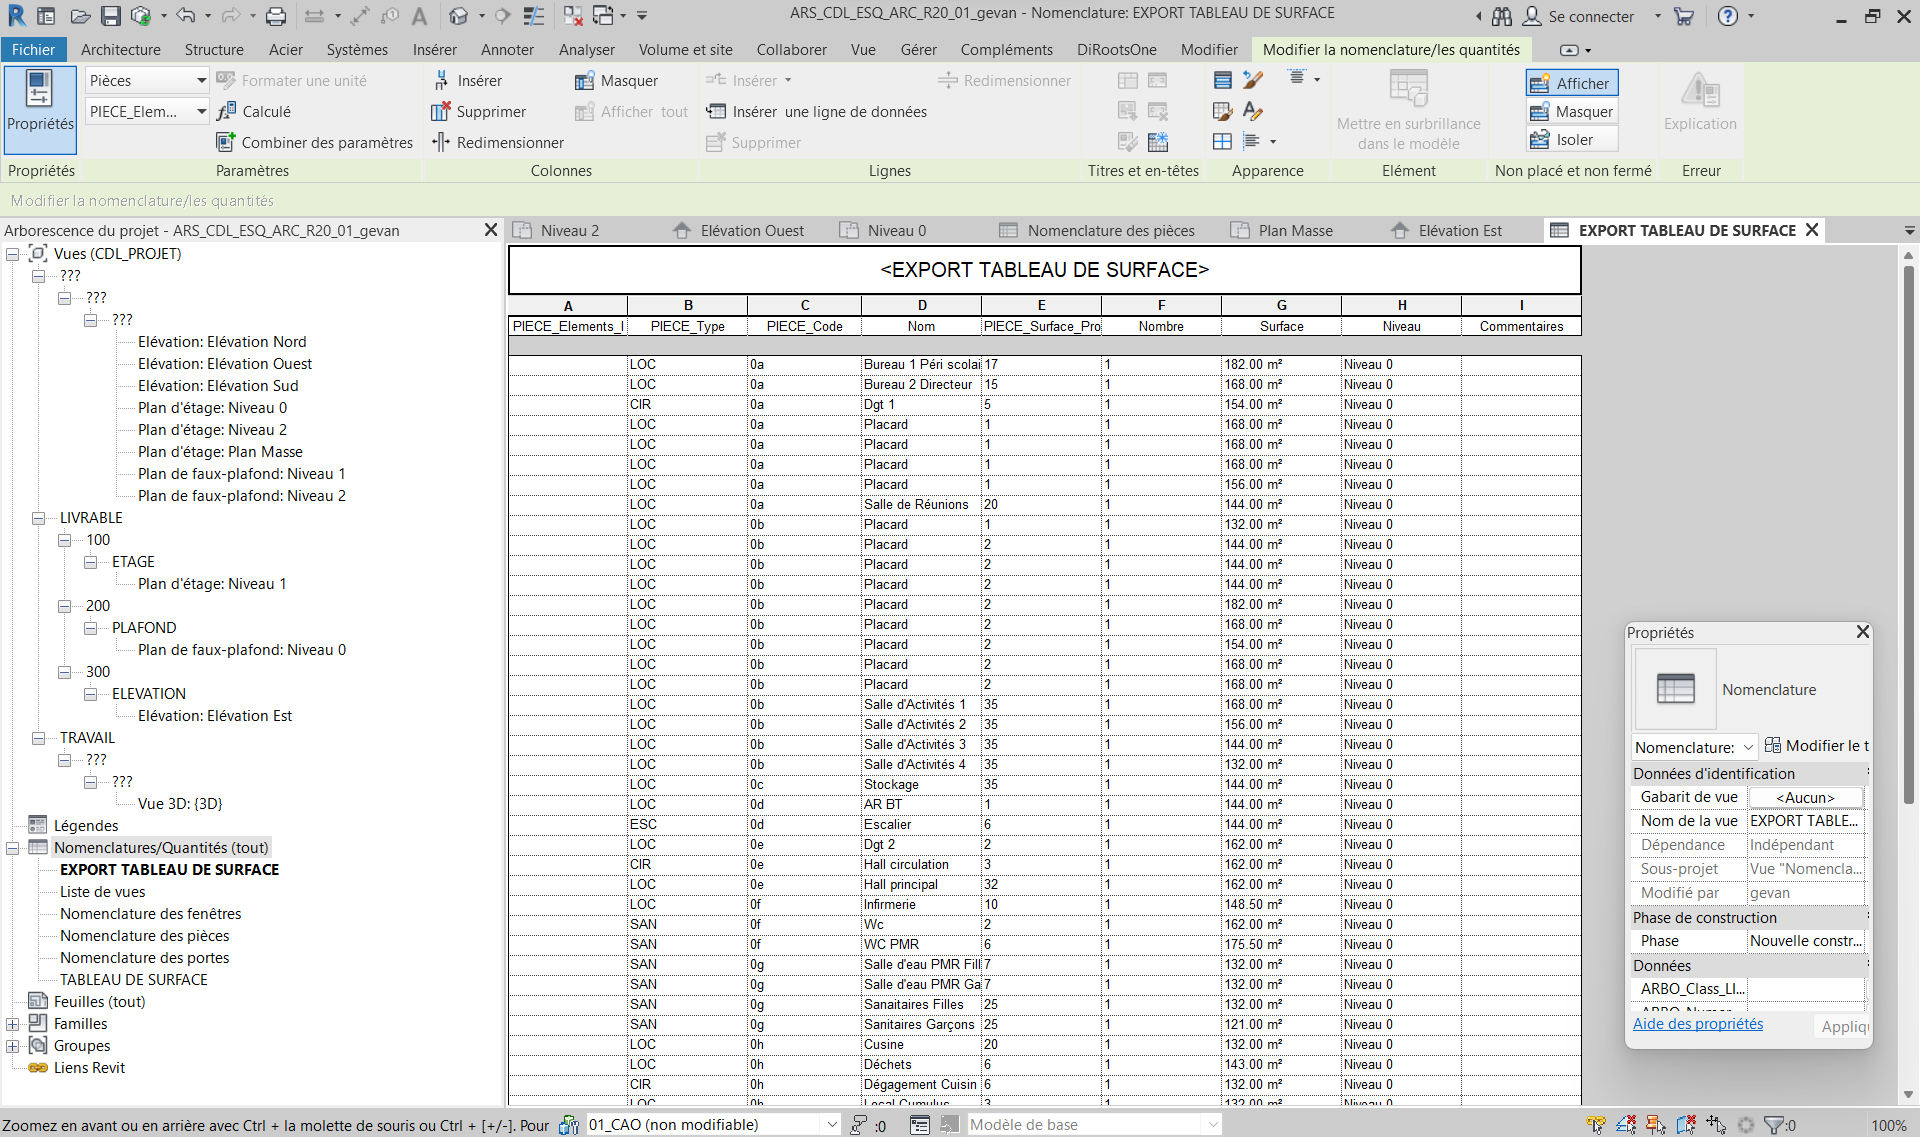 ARS_CDL_ESQ_ARC_R20_01_gevan - Nomenclature: EXPORT TABLEAU DE SURFACE
Se connecter
Fichier Architecture Structure Acier Systèmes Insérer Annoter Analyser Volume et site Collaborer Vue Gérer Compléments DiRootsOne Modifier Modifier la nomenclature/les quantités
Propriétés
Pièces
PIECE_Elem...
Formater une unité
Calculé
Combiner des paramètres
Insérer
Supprimer
Redimensionner
Masquer
Afficher tout
Insérer
Insérer une ligne de données
Supprimer
Redimensionner
Mettre en surbrillance
dans le modèle
Afficher
Masquer
Isoler
Explication
Propriétés Paramètres Colonnes Lignes Titres et en-têtes Apparence Elément Non placé et non fermé Erreur
Modifier la nomenclature/les quantités
Arborescence du projet - ARS_CDL_ESQ_ARC_R20_01_gevan
Vues (CDL_PROJET)
???
???
???
Elévation: Elévation Nord
Elévation: Elévation Ouest
Elévation: Elévation Sud
Plan d'étage: Niveau 0
Plan d'étage: Niveau 2
Plan d'étage: Plan Masse
Plan de faux-plafond: Niveau 1
Plan de faux-plafond: Niveau 2
LIVRABLE
100
ETAGE
Plan d'étage: Niveau 1
200
PLAFOND
Plan de faux-plafond: Niveau 0
300
ELEVATION
Elévation: Elévation Est
TRAVAIL
???
???
Vue 3D: {3D}
Légendes
Nomenclatures/Quantités (tout)
EXPORT TABLEAU DE SURFACE
Liste de vues
Nomenclature des fenêtres
Nomenclature des pièces
Nomenclature des portes
TABLEAU DE SURFACE
Feuilles (tout)
Familles
Groupes
Liens Revit
Niveau 2 Elévation Ouest Niveau 0 Nomenclature des pièces Plan Masse Elévation Est EXPORT TABLEAU DE SURFACE
<EXPORT TABLEAU DE SURFACE>
A B C D E F G H I
PIECE_Elements_I PIECE_Type PIECE_Code Nom PIECE_Surface_Pro Nombre Surface Niveau Commentaires
LOC 0a Bureau 1 Péri scolai 17 1 182.00 m² Niveau 0
LOC 0a Bureau 2 Directeur 15 1 168.00 m² Niveau 0
CIR 0a Dgt 1 5 1 154.00 m² Niveau 0
LOC 0a Placard 1 1 168.00 m² Niveau 0
LOC 0a Placard 1 1 168.00 m² Niveau 0
LOC 0a Placard 1 1 168.00 m² Niveau 0
LOC 0a Placard 1 1 156.00 m² Niveau 0
LOC 0a Salle de Réunions 20 1 144.00 m² Niveau 0
LOC 0b Placard 1 1 132.00 m² Niveau 0
LOC 0b Placard 2 1 144.00 m² Niveau 0
LOC 0b Placard 2 1 144.00 m² Niveau 0
LOC 0b Placard 2 1 144.00 m² Niveau 0
LOC 0b Placard 2 1 182.00 m² Niveau 0
LOC 0b Placard 2 1 168.00 m² Niveau 0
LOC 0b Placard 2 1 154.00 m² Niveau 0
LOC 0b Placard 2 1 168.00 m² Niveau 0
LOC 0b Placard 2 1 168.00 m² Niveau 0
LOC 0b Salle d'Activités 1 35 1 168.00 m² Niveau 0
LOC 0b Salle d'Activités 2 35 1 156.00 m² Niveau 0
LOC 0b Salle d'Activités 3 35 1 144.00 m² Niveau 0
LOC 0b Salle d'Activités 4 35 1 132.00 m² Niveau 0
LOC 0c Stockage 35 1 144.00 m² Niveau 0
LOC 0d AR BT 1 1 144.00 m² Niveau 0
ESC 0d Escalier 6 1 144.00 m² Niveau 0
LOC 0e Dgt 2 2 1 162.00 m² Niveau 0
CIR 0e Hall circulation 3 1 162.00 m² Niveau 0
LOC 0e Hall principal 32 1 162.00 m² Niveau 0
LOC 0f Infirmerie 10 1 148.50 m² Niveau 0
SAN 0f Wc 2 1 162.00 m² Niveau 0
SAN 0f WC PMR 6 1 175.50 m² Niveau 0
SAN 0g Salle d'eau PMR Fill 7 1 132.00 m² Niveau 0
SAN 0g Salle d'eau PMR Ga 7 1 132.00 m² Niveau 0
SAN 0g Sanaitaires Filles 25 1 132.00 m² Niveau 0
SAN 0g Sanitaires Garçons 25 1 121.00 m² Niveau 0
LOC 0h Cusine 20 1 132.00 m² Niveau 0
LOC 0h Déchets 6 1 143.00 m² Niveau 0
CIR 0h Dégagement Cuisin 6 1 132.00 m² Niveau 0
LOC 0h Local Cumulus 3 1 132.00 m² Niveau 0
Propriétés
Nomenclature
Nomenclature: Modifier le t
Données d'identification
Gabarit de vue <Aucun>
Nom de la vue EXPORT TABLE...
Dépendance Indépendant
Sous-projet Vue "Nomencla...
Modifié par gevan
Phase de construction
Phase Nouvelle constr...
Données
ARBO_Class_LI...
Aide des propriétés Appliq
Zoomez en avant ou en arrière avec Ctrl + la molette de souris ou Ctrl + [+/-]. Pour 01_CAO (non modifiable) :0 Modèle de base :0 100%